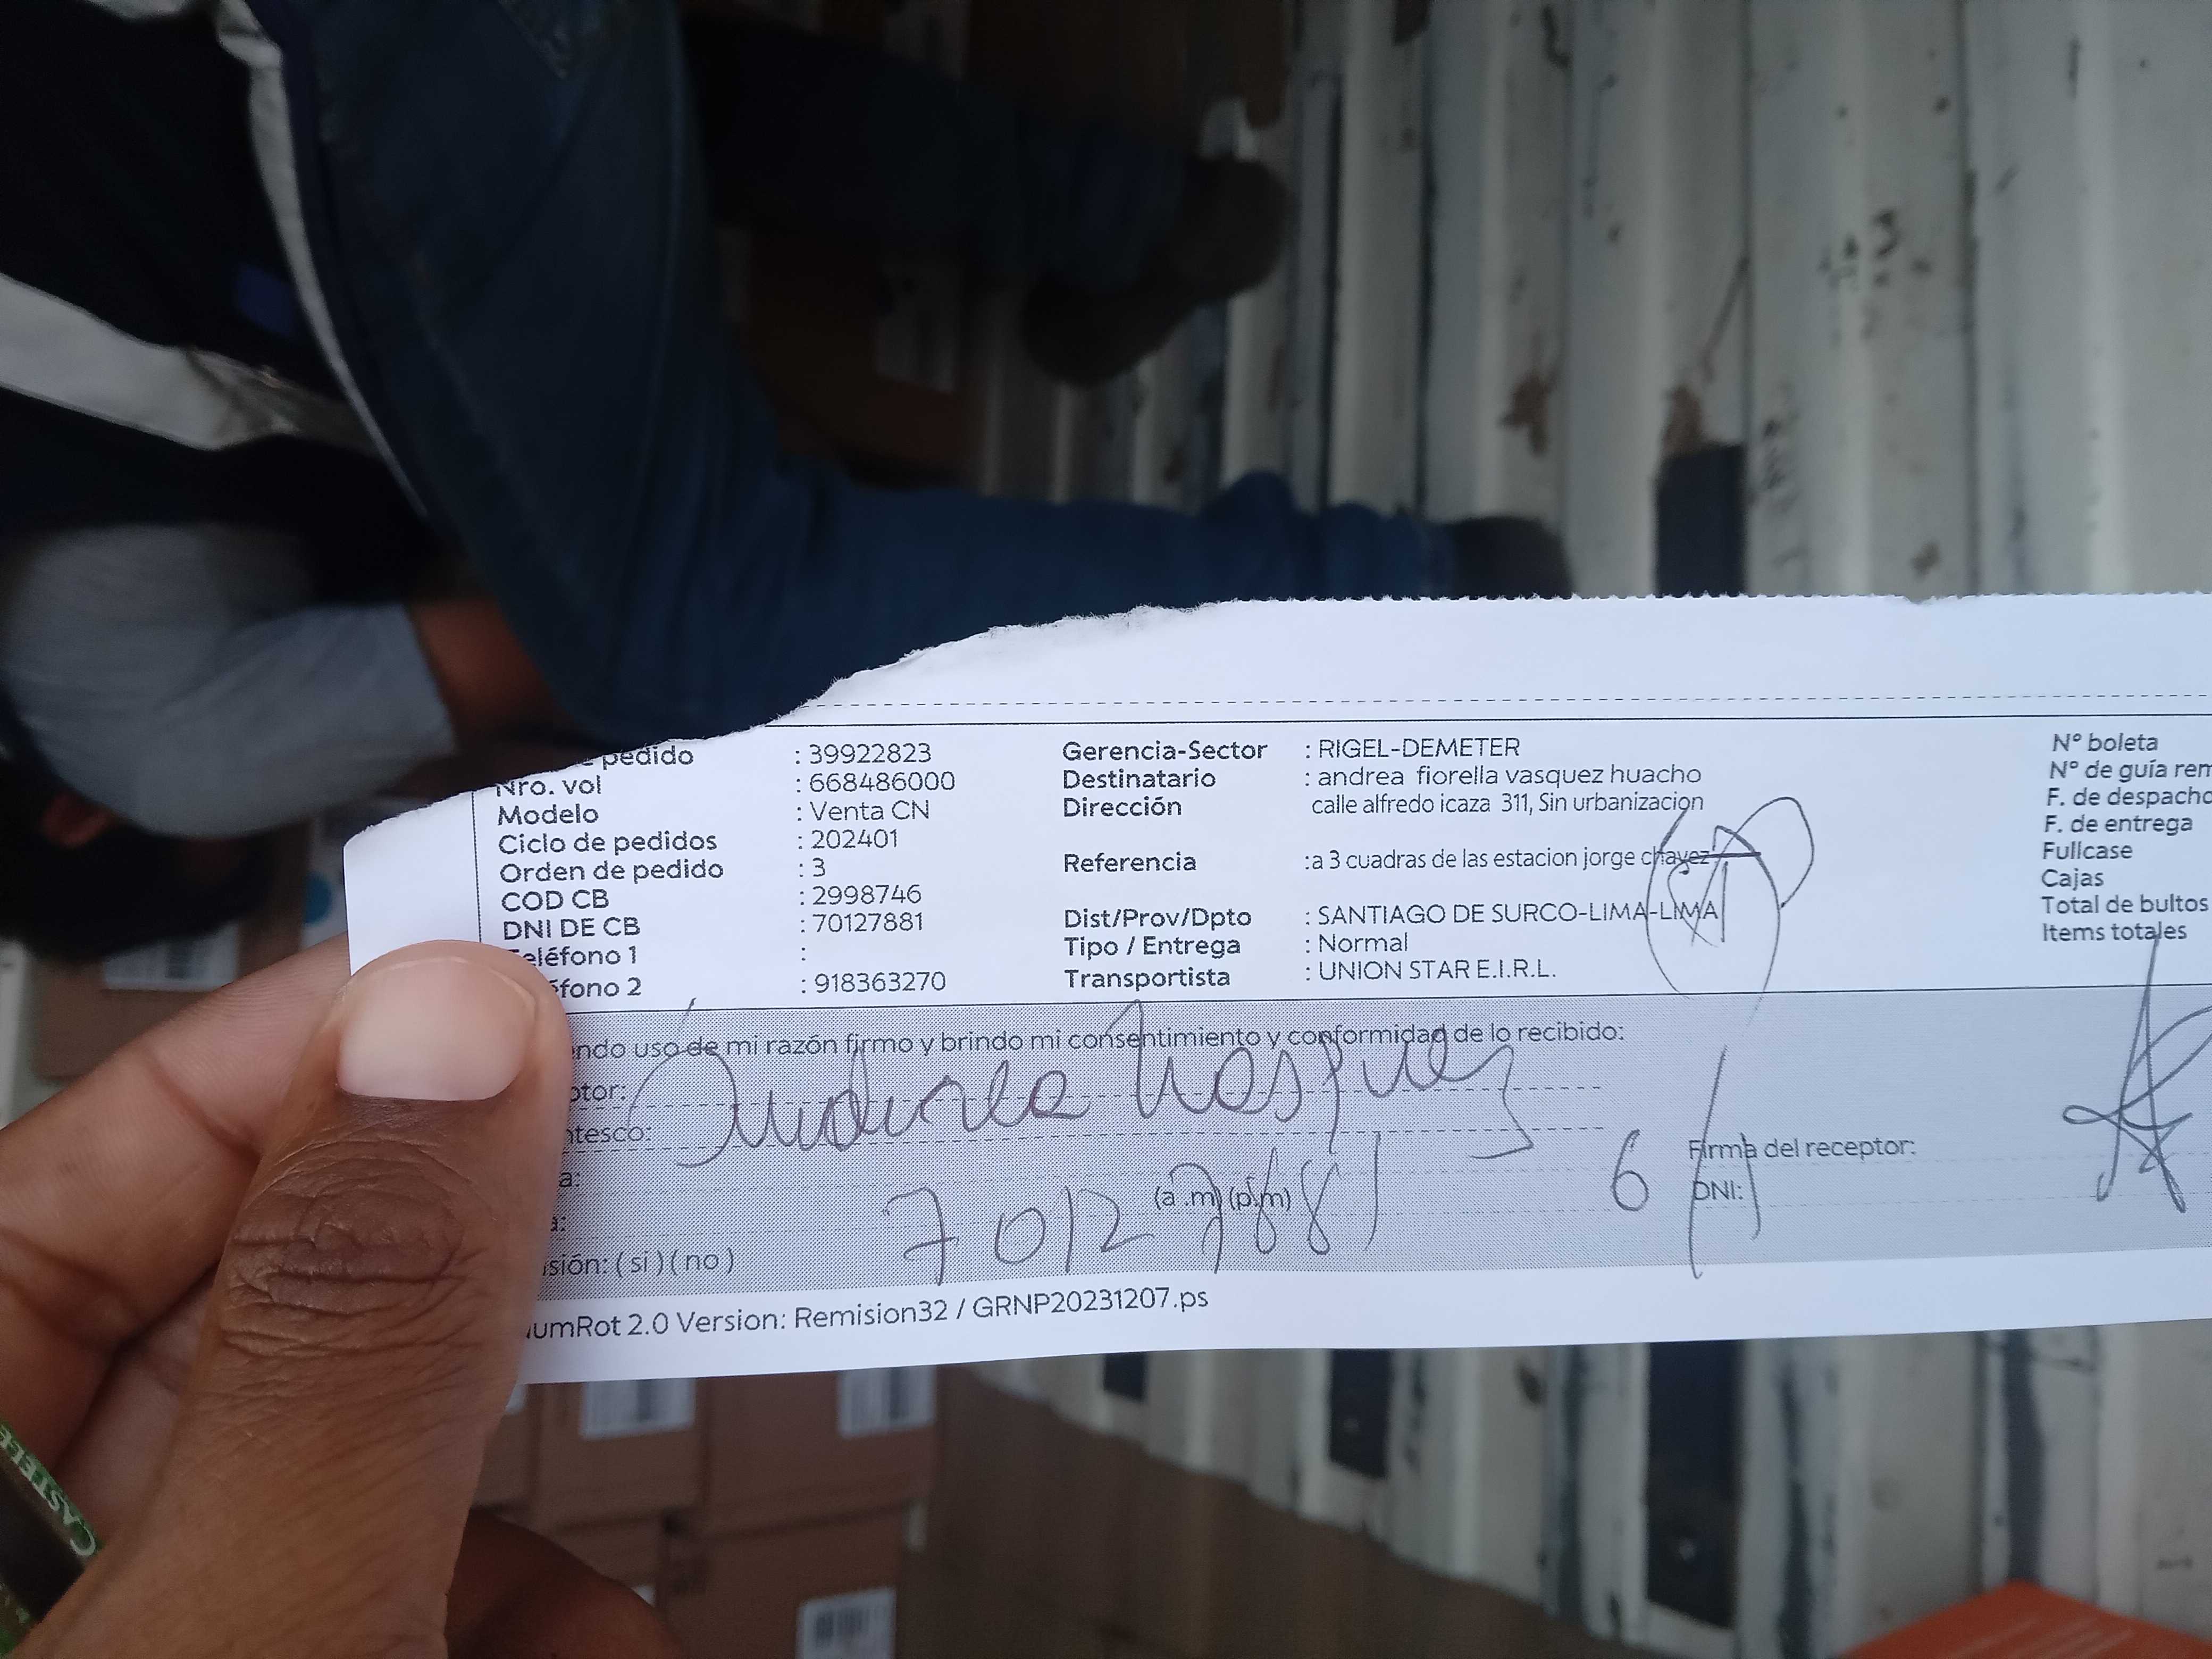 pedido : 39922823
Nro. vol : 668486000
Modelo : Venta CN
Ciclo de pedidos : 202401
Orden de pedido : 3
COD CB : 2998746
DNI DE CB : 70127881
eléfono 1 :
fono 2 : 918363270
Gerencia-Sector : RIGEL-DEMETER
Destinatario : andrea fiorella vasquez huacho
Dirección calle alfredo icaza 311, Sin urbanizacion
Referencia :a 3 cuadras de las estacion jorge chavez
Dist/Prov/Dpto : SANTIAGO DE SURCO-LIMA-LIMA
Tipo / Entrega : Normal
Transportista : UNION STAR E.I.R.L.
Nº boleta
Nº de guía rem
F. de despacho
F. de entrega
Fullcase
Cajas
Total de bultos
Items totales
ndo uso de mi razón firmo y brindo mi consentimiento y conformidad de lo recibido:
ptor: Andrea Vasquez
ntesco:
a:
a: (a .m) (p.m)
70127881
6/1
Firma del receptor:
DNI:
isión: ( si ) ( no )
umRot 2.0 Version: Remision32 / GRNP20231207.ps